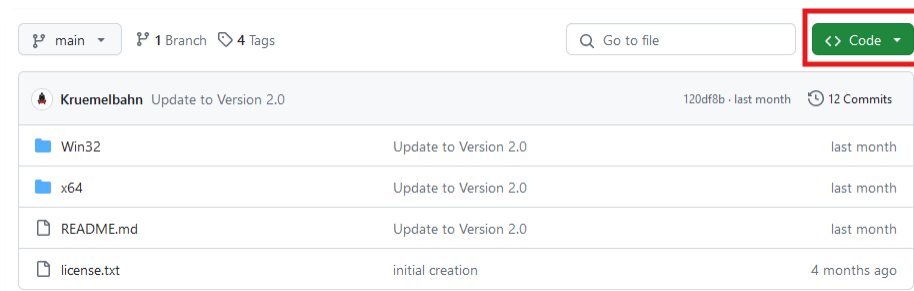 main 1 Branch 4 Tags Go to file Code
Kruemelbahn Update to Version 2.0 120df8b · last month 12 Commits
Win32 Update to Version 2.0 last month
x64 Update to Version 2.0 last month
README.md Update to Version 2.0 last month
license.txt initial creation 4 months ago